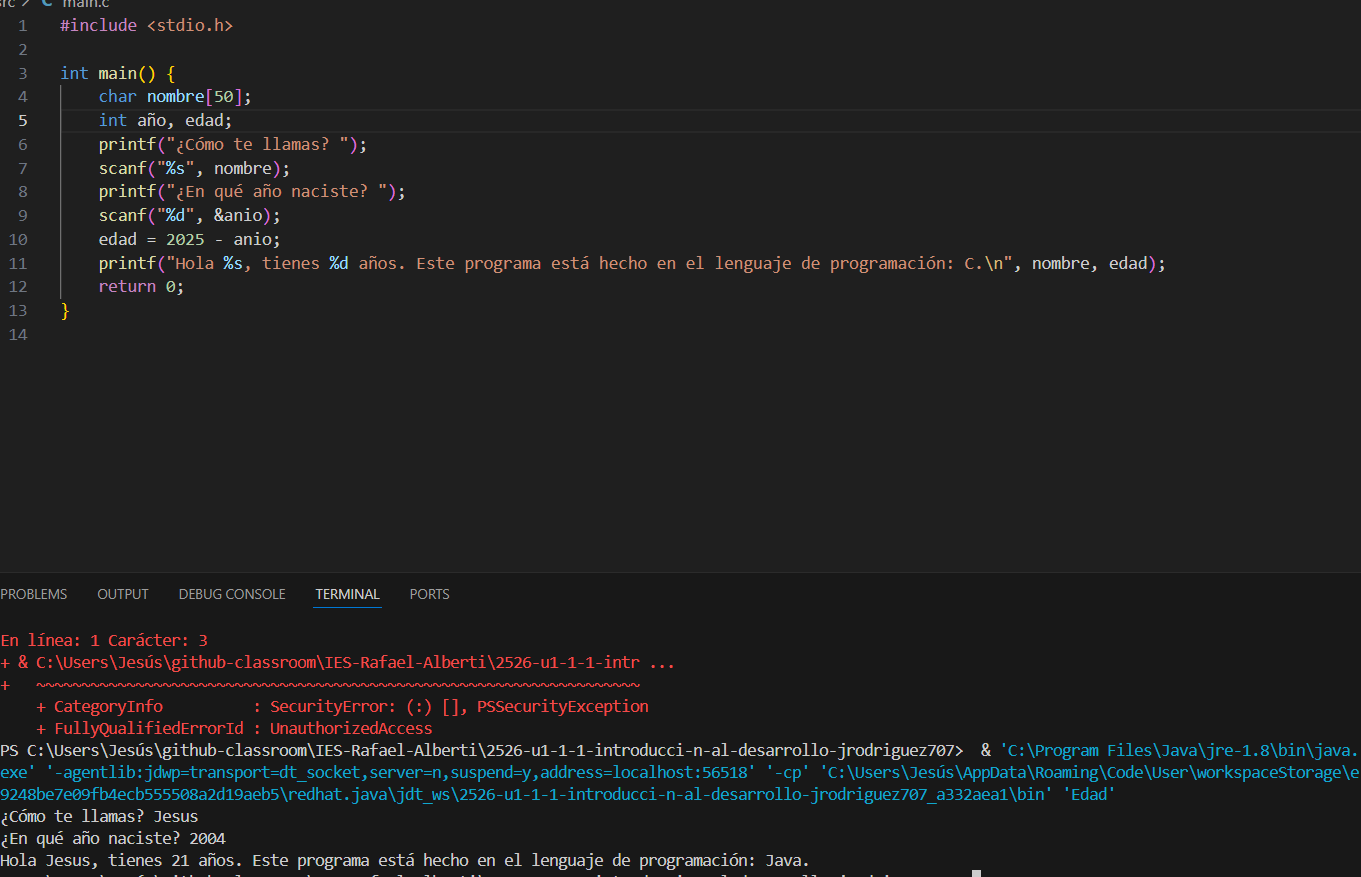 src > C main.c
1 #include <stdio.h>
2
3 int main() {
4 char nombre[50];
5 int año, edad;
6 printf("¿Cómo te llamas? ");
7 scanf("%s", nombre);
8 printf("¿En qué año naciste? ");
9 scanf("%d", &anio);
10 edad = 2025 - anio;
11 printf("Hola %s, tienes %d años. Este programa está hecho en el lenguaje de programación: C.\n", nombre, edad);
12 return 0;
13 }
14
PROBLEMS OUTPUT DEBUG CONSOLE TERMINAL PORTS
En línea: 1 Carácter: 3
+ & C:\Users\Jesús\github-classroom\IES-Rafael-Alberti\2526-u1-1-1-intr ...
+ ~~~~~~~~~~~~~~~~~~~~~~~~~~~~~~~~~~~~~~~~~~~~~~~~~~~~~~~~~~~~~~~~~~~
+ CategoryInfo : SecurityError: (:) [], PSSecurityException
+ FullyQualifiedErrorId : UnauthorizedAccess
PS C:\Users\Jesús\github-classroom\IES-Rafael-Alberti\2526-u1-1-1-introducci-n-al-desarrollo-jrodriguez707> & 'C:\Program Files\Java\jre-1.8\bin\java.
exe' '-agentlib:jdwp=transport=dt_socket,server=n,suspend=y,address=localhost:56518' '-cp' 'C:\Users\Jesús\AppData\Roaming\Code\User\workspaceStorage\e
9248be7e09fb4ecb555508a2d19aeb5\redhat.java\jdt_ws\2526-u1-1-1-introducci-n-al-desarrollo-jrodriguez707_a332aea1\bin' 'Edad'
¿Cómo te llamas? Jesus
¿En qué año naciste? 2004
Hola Jesus, tienes 21 años. Este programa está hecho en el lenguaje de programación: Java.